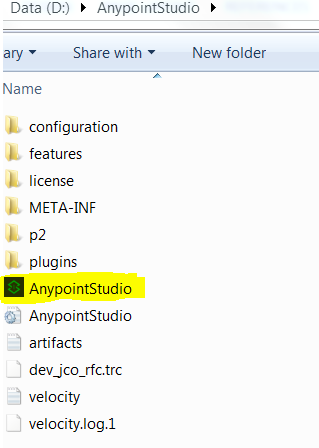 Data (D:) AnypointStudio
ary Share with New folder
Name
configuration
features
license
META-INF
p2
plugins
AnypointStudio
AnypointStudio
artifacts
dev_jco_rfc.trc
velocity
velocity.log.1